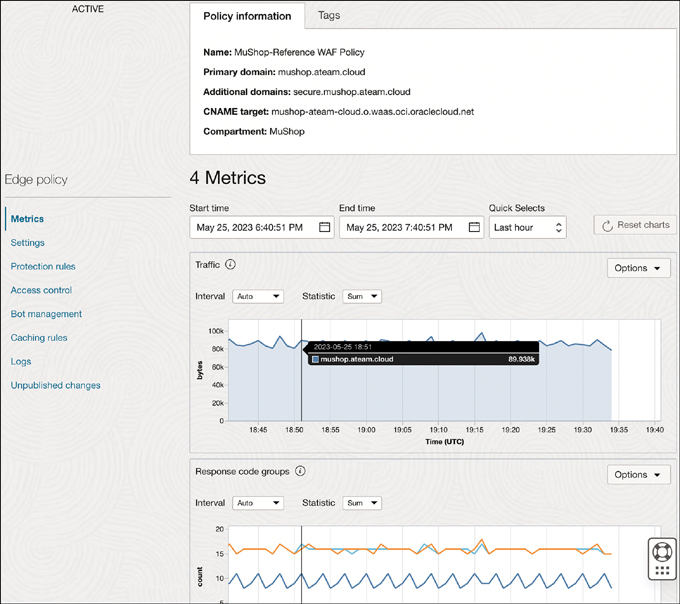 ACTIVE
Policy information
Tags
Name: MuShop-Reference WAF Policy
Primary domain: mushop.ateam.cloud
Additional domains: secure.mushop.ateam.cloud
CNAME target: mushop-ateam-cloud.o.waas.oci.oraclecloud.net
Compartment: MuShop
Edge policy
Metrics
Settings
Protection rules
Access control
Bot management
Caching rules
Logs
Unpublished changes
4 Metrics
Start time
End time
Quick Selects
May 25, 2023 6:40:51 PM
May 25, 2023 7:40:51 PM
Last hour
Reset charts
Traffic
Options
Interval Auto Statistic Sum
100k
80k
60k
40k
20k
0
bytes
2023-05-25 18:51
mushop.ateam.cloud 89.938k
18:45 18:50 18:55 19:00 19:05 19:10 19:15 19:20 19:25 19:30 19:35 19:40
Time (UTC)
Response code groups
Options
Interval Auto Statistic Sum
20
15
10
5
count